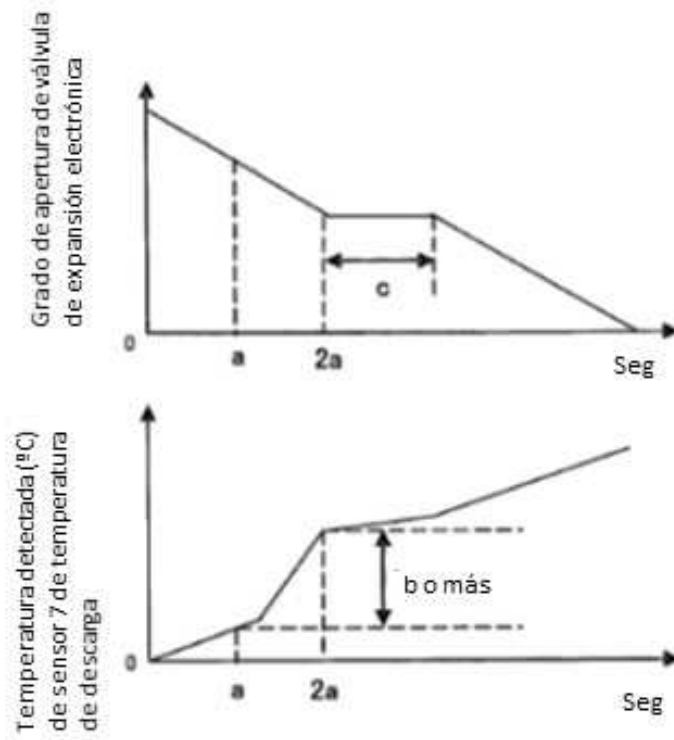 Grado de apertura de válvula
de expansión electrónica
c
0
a
2a
Seg
Temperatura detectada (ºC)
de sensor 7 de temperatura
de descarga
b o más
0
a
2a
Seg